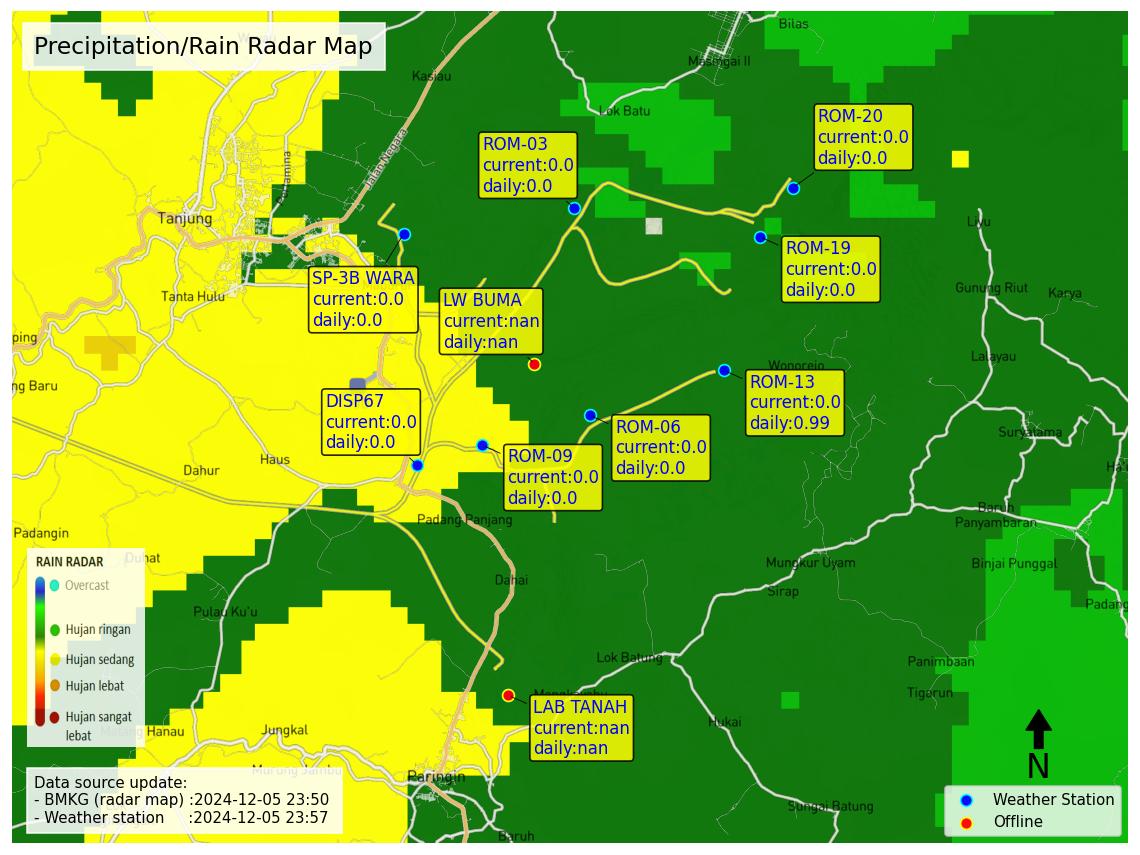 Precipitation/Rain Radar Map
Bilas
Masingai II
Kasiau
Lok Batu
Jalan Negara
ROM-20
current:0.0
daily:0.0
ROM-03
current:0.0
daily:0.0
Tanjung
Liyu
ROM-19
current:0.0
daily:0.0
SP-3B WARA
current:0.0
daily:0.0
LW BUMA
current:nan
daily:nan
Tanta Hulu
Gunung Riut
Karya
ping
Lalayau
Wonorejo
ng Baru
ROM-13
current:0.0
daily:0.99
DISP67
current:0.0
daily:0.0
ROM-06
current:0.0
daily:0.0
Suryatama
ROM-09
current:0.0
daily:0.0
Haus
Dahur
Baruh
Panyambaran
Padang Panjang
Padangin
Binjai Punggal
Mungkur Uyam
Dahai
Sirap
Padang
Pulau Ku'u
RAIN RADAR
Overcast
Hujan ringan
Hujan sedang
Hujan lebat
Hujan sangat
lebat
Lok Batung
Panimbaan
Tigarun
LAB TANAH
current:nan
daily:nan
Hukai
Hanau
Jungkal
Murung Jambu
Paringin
Sungai Batung
Baruh
N
Data source update:
- BMKG (radar map) :2024-12-05 23:50
- Weather station :2024-12-05 23:57
Weather Station
Offline